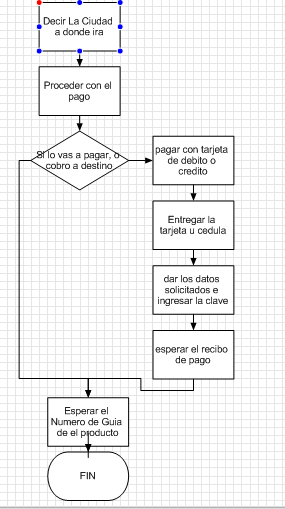 Decir La Ciudad
a donde ira
Proceder con el
pago
Si lo vas a pagar, o
cobro a destino
pagar con tarjeta
de debito o
credito
Entregar la
tarjeta u cedula
dar los datos
solicitados e
ingresar la clave
esperar el recibo
de pago
Esperar el
Numero de Guia
de el producto
FIN